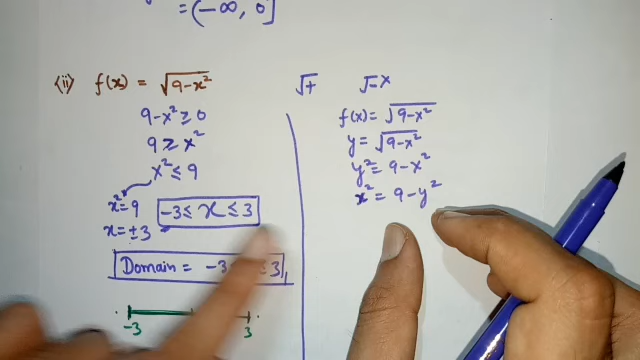 = (-∞, 0]
(ii) f(x) = √(9-x²)
9-x² ≥ 0
9 ≥ x²
x² ≤ 9
x² = 9
x = ±3
-3 ≤ x ≤ 3
Domain = -3 ≤ 3
-3 3
√+ √- x
f(x) = √(9-x²)
y = √(9-x²)
y² = 9-x²
x² = 9-y²